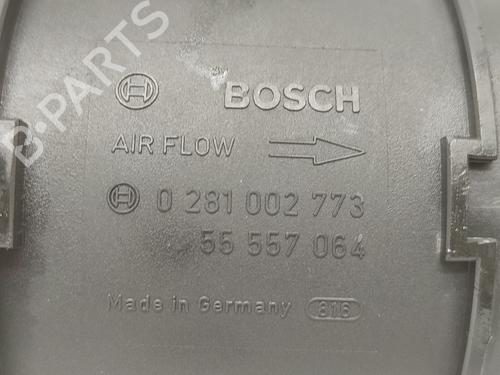 B-PARTS
BOSCH
AIR FLOW
0 281 002 773
55 557 064
Made in Germany 816